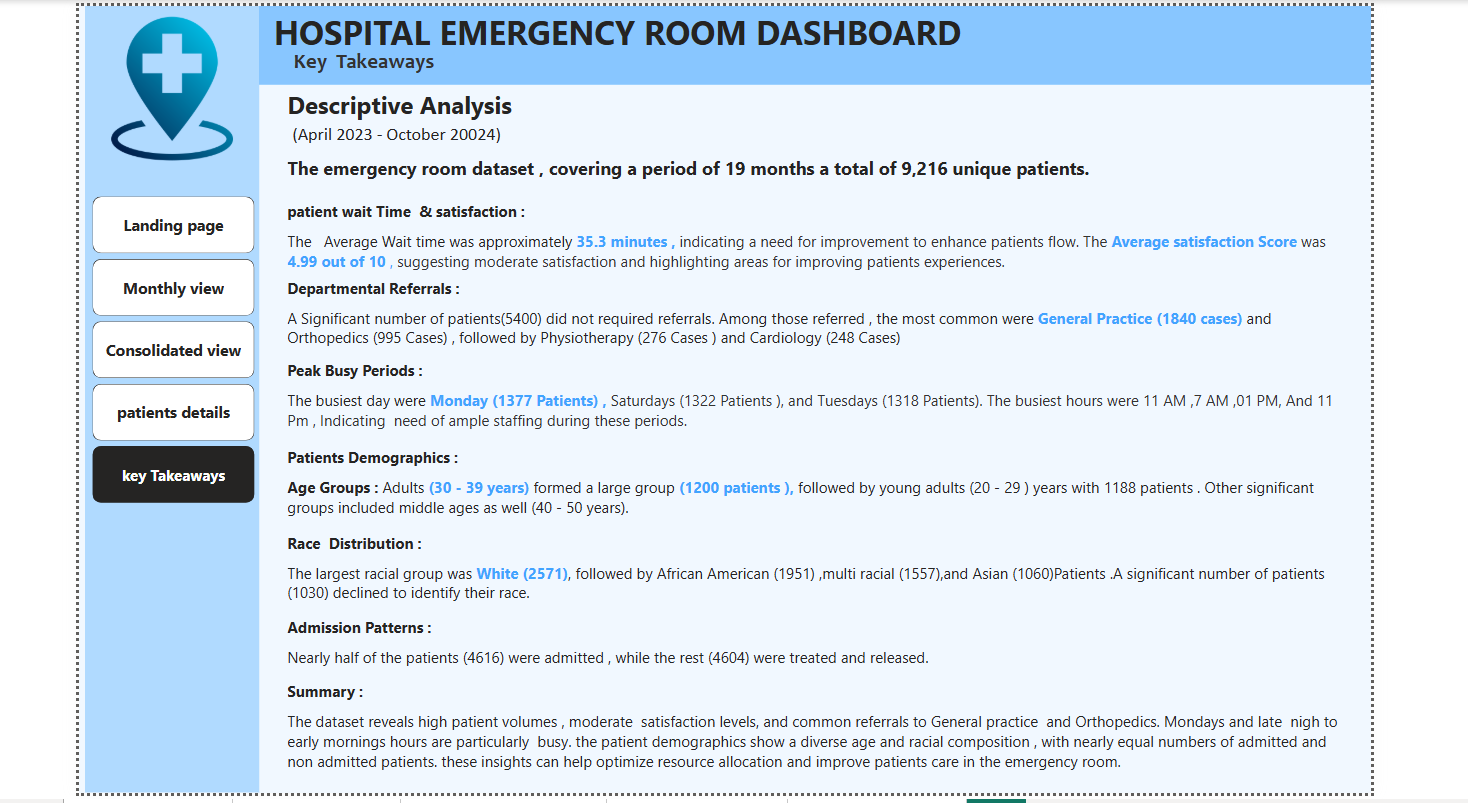 HOSPITAL EMERGENCY ROOM DASHBOARD
Key Takeaways
Landing page
Monthly view
Consolidated view
patients details
key Takeaways
Descriptive Analysis
(April 2023 - October 20024)
The emergency room dataset , covering a period of 19 months a total of 9,216 unique patients.
patient wait Time & satisfaction :
The Average Wait time was approximately 35.3 minutes , indicating a need for improvement to enhance patients flow. The Average satisfaction Score was
4.99 out of 10 , suggesting moderate satisfaction and highlighting areas for improving patients experiences.
Departmental Referrals :
A Significant number of patients(5400) did not required referrals. Among those referred , the most common were General Practice (1840 cases) and
Orthopedics (995 Cases) , followed by Physiotherapy (276 Cases ) and Cardiology (248 Cases)
Peak Busy Periods :
The busiest day were Monday (1377 Patients) , Saturdays (1322 Patients ), and Tuesdays (1318 Patients). The busiest hours were 11 AM ,7 AM ,01 PM, And 11
Pm , Indicating need of ample staffing during these periods.
Patients Demographics :
Age Groups : Adults (30 - 39 years) formed a large group (1200 patients ), followed by young adults (20 - 29 ) years with 1188 patients . Other significant
groups included middle ages as well (40 - 50 years).
Race Distribution :
The largest racial group was White (2571), followed by African American (1951) ,multi racial (1557),and Asian (1060)Patients .A significant number of patients
(1030) declined to identify their race.
Admission Patterns :
Nearly half of the patients (4616) were admitted , while the rest (4604) were treated and released.
Summary :
The dataset reveals high patient volumes , moderate satisfaction levels, and common referrals to General practice and Orthopedics. Mondays and late nigh to
early mornings hours are particularly busy. the patient demographics show a diverse age and racial composition , with nearly equal numbers of admitted and
non admitted patients. these insights can help optimize resource allocation and improve patients care in the emergency room.